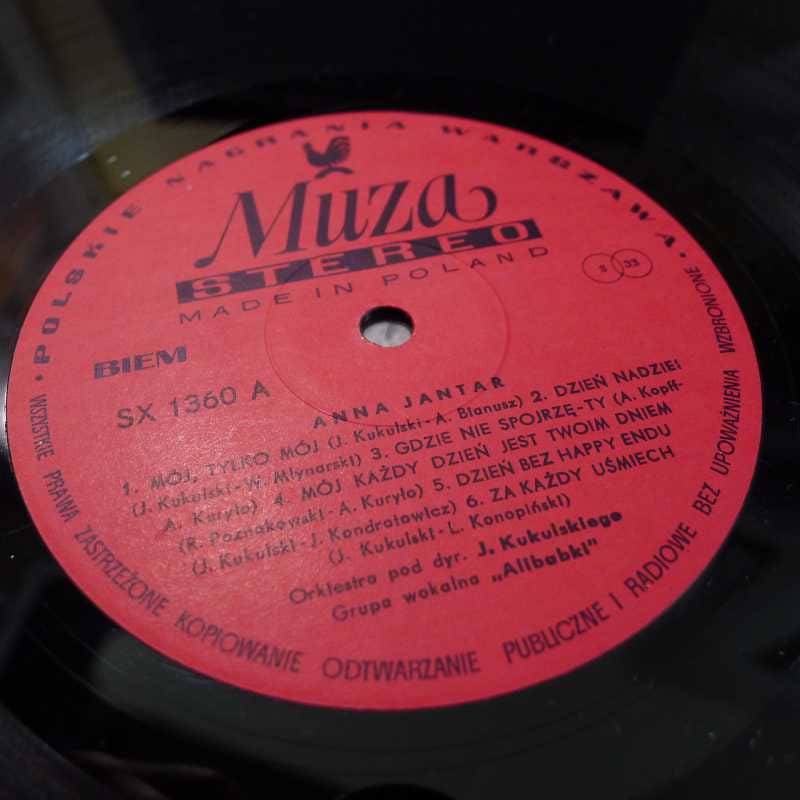 • POLSKIE NAGRANIA WARSZAWA •
Muza
STEREO
MADE IN POLAND
BIEM
S 33
SX 1360 A
ANNA JANTAR
1. MÓJ, TYLKO MÓJ (J. Kukulski-A. Bianusz) 2. DZIEŃ NADZIEI
(J. Kukulski-W. Młynarski) 3. GDZIE NIE SPOJRZĘ-TY (A. Kopff-
A. Kuryło) 4. MÓJ KAŻDY DZIEŃ JEST TWOIM DNIEM
(R. Poznakowski-A. Kuryło) 5. DZIEŃ BEZ HAPPY ENDU
(J. Kukulski-J. Kondratowicz) 6. ZA KAŻDY UŚMIECH
(J. Kukulski-L. Konopiński)
Orkiestra pod dyr. J. Kukulskiego
Grupa wokalna „Alibabki"
WSZYSTKIE PRAWA ZASTRZEŻONE KOPIOWANIE ODTWARZANIE PUBLICZNE I RADIOWE BEZ UPOWAŻNIENIA WZBRONIONE